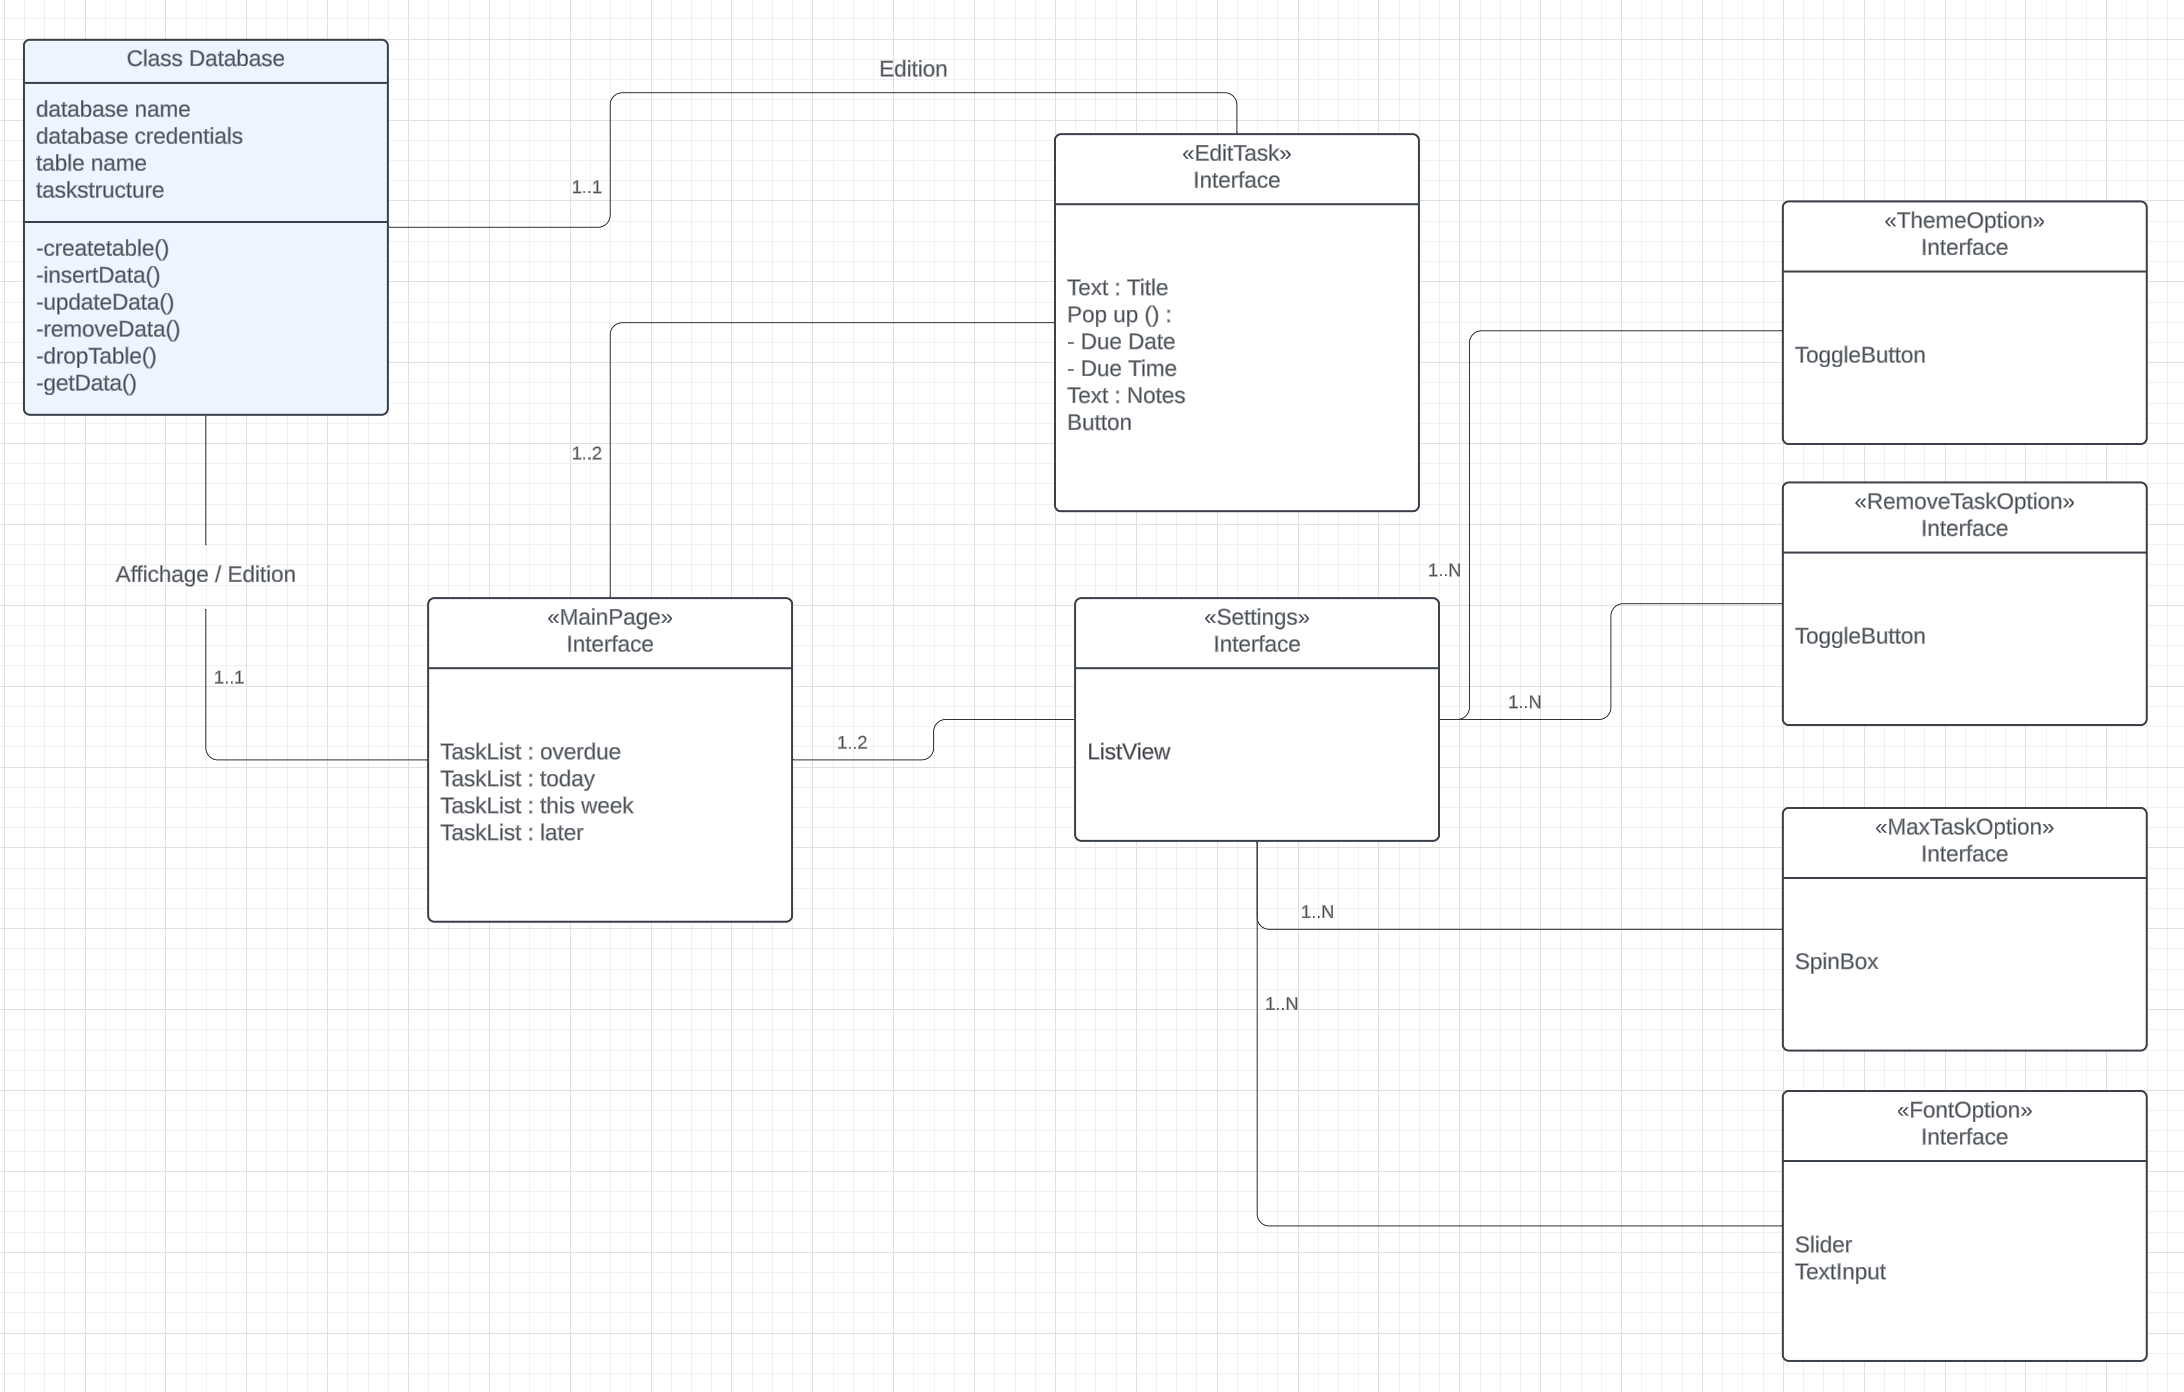 Class Database
database name
database credentials
table name
taskstructure
-createtable()
-insertData()
-updateData()
-removeData()
-dropTable()
-getData()
Edition
1..1
«EditTask»
Interface
Text : Title
Pop up () :
- Due Date
- Due Time
Text : Notes
Button
1..2
Affichage / Edition
1..1
«MainPage»
Interface
TaskList : overdue
TaskList : today
TaskList : this week
TaskList : later
1..2
«Settings»
Interface
ListView
1..N
1..N
1..N
1..N
«ThemeOption»
Interface
ToggleButton
«RemoveTaskOption»
Interface
ToggleButton
«MaxTaskOption»
Interface
SpinBox
«FontOption»
Interface
Slider
TextInput